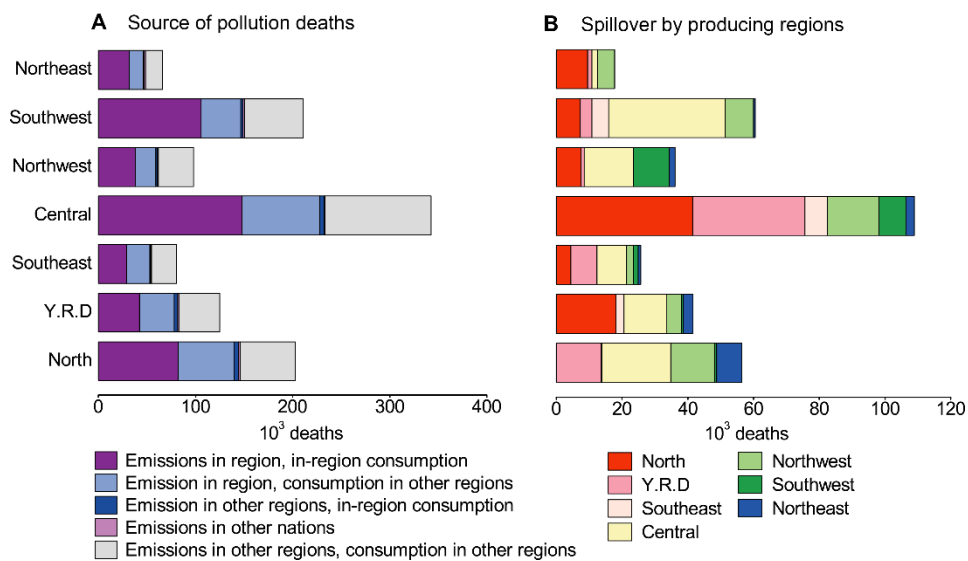 A Source of pollution deaths
Northeast
Southwest
Northwest
Central
Southeast
Y.R.D
North
0 100 200 300 400
10³ deaths
Emissions in region, in-region consumption
Emission in region, consumption in other regions
Emission in other regions, in-region consumption
Emissions in other nations
Emissions in other regions, consumption in other regions
B Spillover by producing regions
0 20 40 60 80 100 120
10³ deaths
North
Y.R.D
Southeast
Central
Northwest
Southwest
Northeast